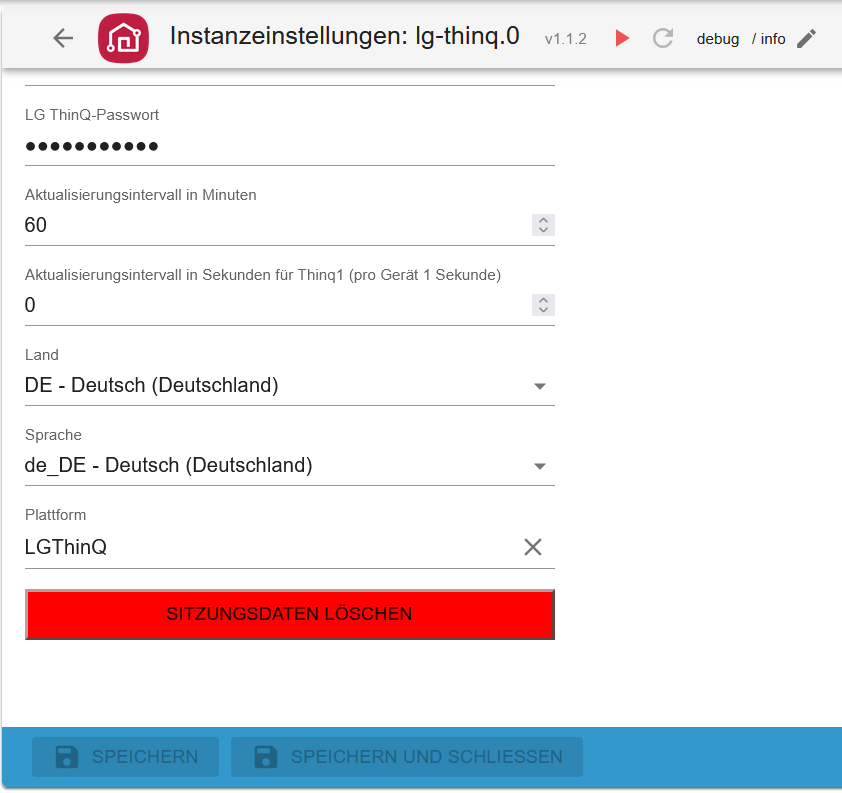 Instanzeinstellungen: lg-thinq.0 v1.1.2 debug / info
LG ThinQ-Passwort
●●●●●●●●●●●
Aktualisierungsintervall in Minuten
60
Aktualisierungsintervall in Sekunden für Thinq1 (pro Gerät 1 Sekunde)
0
Land
DE - Deutsch (Deutschland)
Sprache
de_DE - Deutsch (Deutschland)
Plattform
LGThinQ
SITZUNGSDATEN LÖSCHEN
SPEICHERN SPEICHERN UND SCHLIESSEN